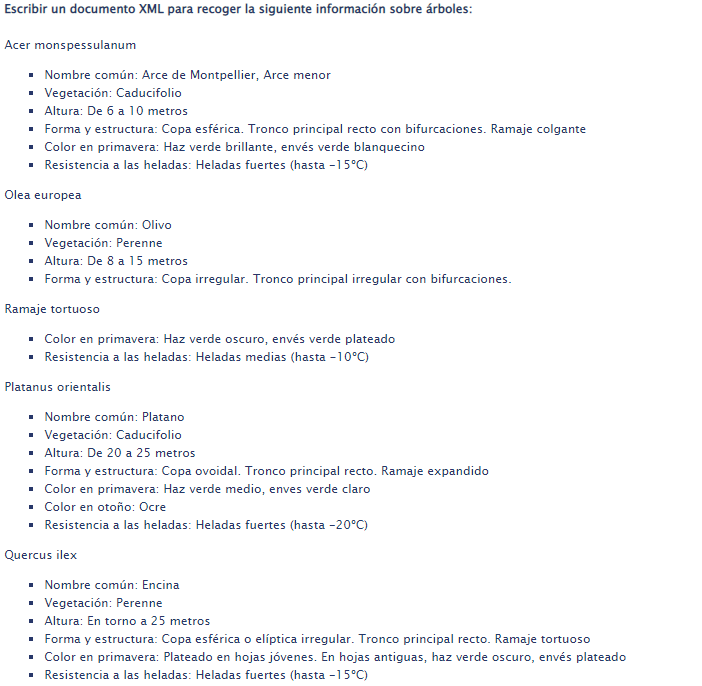 Escribir un documento XML para recoger la siguiente información sobre árboles:
Acer monspessulanum
▪ Nombre común: Arce de Montpellier, Arce menor
▪ Vegetación: Caducifolio
▪ Altura: De 6 a 10 metros
▪ Forma y estructura: Copa esférica. Tronco principal recto con bifurcaciones. Ramaje colgante
▪ Color en primavera: Haz verde brillante, envés verde blanquecino
▪ Resistencia a las heladas: Heladas fuertes (hasta -15ºC)
Olea europea
▪ Nombre común: Olivo
▪ Vegetación: Perenne
▪ Altura: De 8 a 15 metros
▪ Forma y estructura: Copa irregular. Tronco principal irregular con bifurcaciones.
Ramaje tortuoso
▪ Color en primavera: Haz verde oscuro, envés verde plateado
▪ Resistencia a las heladas: Heladas medias (hasta -10ºC)
Platanus orientalis
▪ Nombre común: Platano
▪ Vegetación: Caducifolio
▪ Altura: De 20 a 25 metros
▪ Forma y estructura: Copa ovoidal. Tronco principal recto. Ramaje expandido
▪ Color en primavera: Haz verde medio, enves verde claro
▪ Color en otoño: Ocre
▪ Resistencia a las heladas: Heladas fuertes (hasta -20ºC)
Quercus ilex
▪ Nombre común: Encina
▪ Vegetación: Perenne
▪ Altura: En torno a 25 metros
▪ Forma y estructura: Copa esférica o elíptica irregular. Tronco principal recto. Ramaje tortuoso
▪ Color en primavera: Plateado en hojas jóvenes. En hojas antiguas, haz verde oscuro, envés plateado
▪ Resistencia a las heladas: Heladas fuertes (hasta -15ºC)